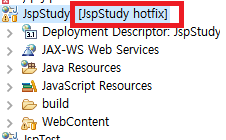 JspStudy [JspStudy hotfix]
Deployment Descriptor: JspStudy
JAX-WS Web Services
Java Resources
JavaScript Resources
build
WebContent
JspTest